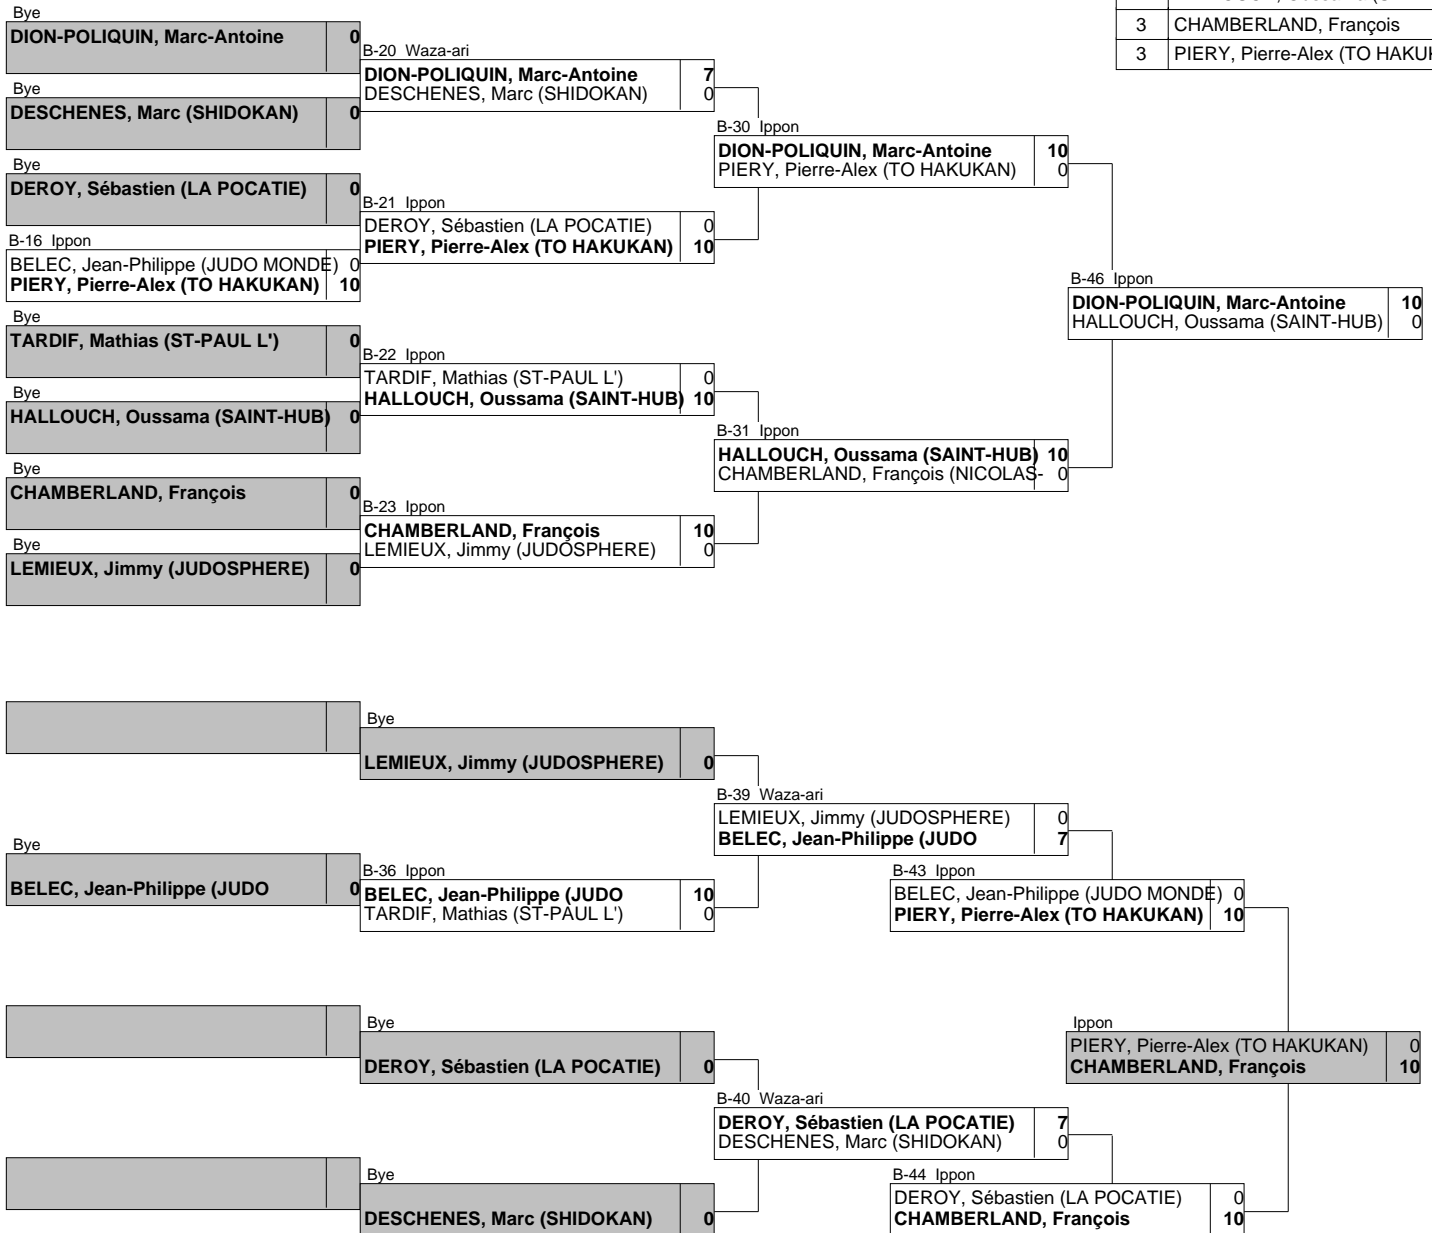 3 CHAMBERLAND, François
3 PIERY, Pierre-Alex (TO HAKU
Bye
DION-POLIQUIN, Marc-Antoine 0
Bye
DESCHENES, Marc (SHIDOKAN) 0
Bye
DEROY, Sébastien (LA POCATIE) 0
B-16 Ippon
BELEC, Jean-Philippe (JUDO MONDE) 0
PIERY, Pierre-Alex (TO HAKUKAN) 10
Bye
TARDIF, Mathias (ST-PAUL L') 0
Bye
HALLOUCH, Oussama (SAINT-HUB) 0
Bye
CHAMBERLAND, François 0
Bye
LEMIEUX, Jimmy (JUDOSPHERE) 0
B-20 Waza-ari
DION-POLIQUIN, Marc-Antoine 7
DESCHENES, Marc (SHIDOKAN) 0
B-21 Ippon
DEROY, Sébastien (LA POCATIE) 0
PIERY, Pierre-Alex (TO HAKUKAN) 10
B-22 Ippon
TARDIF, Mathias (ST-PAUL L') 0
HALLOUCH, Oussama (SAINT-HUB) 10
B-23 Ippon
CHAMBERLAND, François 10
LEMIEUX, Jimmy (JUDOSPHERE) 0
B-30 Ippon
DION-POLIQUIN, Marc-Antoine 10
PIERY, Pierre-Alex (TO HAKUKAN) 0
B-31 Ippon
HALLOUCH, Oussama (SAINT-HUB) 10
CHAMBERLAND, François (NICOLAS- 0
B-46 Ippon
DION-POLIQUIN, Marc-Antoine 10
HALLOUCH, Oussama (SAINT-HUB) 0
Bye
BELEC, Jean-Philippe (JUDO 0
Bye
LEMIEUX, Jimmy (JUDOSPHERE) 0
B-36 Ippon
BELEC, Jean-Philippe (JUDO 10
TARDIF, Mathias (ST-PAUL L') 0
Bye
DEROY, Sébastien (LA POCATIE) 0
Bye
DESCHENES, Marc (SHIDOKAN) 0
B-39 Waza-ari
LEMIEUX, Jimmy (JUDOSPHERE) 0
BELEC, Jean-Philippe (JUDO 7
B-40 Waza-ari
DEROY, Sébastien (LA POCATIE) 7
DESCHENES, Marc (SHIDOKAN) 0
B-43 Ippon
BELEC, Jean-Philippe (JUDO MONDE) 0
PIERY, Pierre-Alex (TO HAKUKAN) 10
B-44 Ippon
DEROY, Sébastien (LA POCATIE) 0
CHAMBERLAND, François 10
Ippon
PIERY, Pierre-Alex (TO HAKUKAN) 0
CHAMBERLAND, François 10